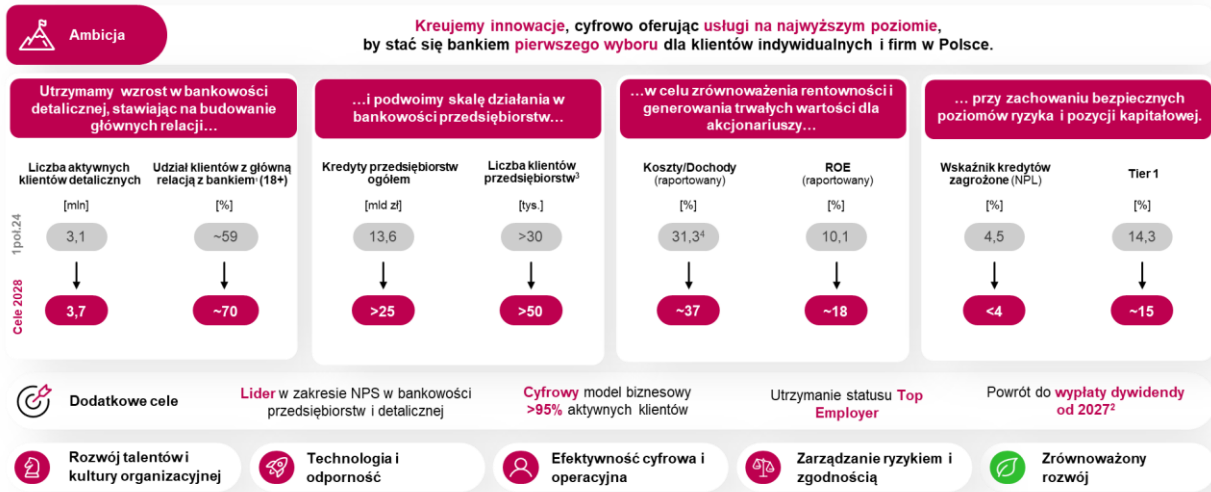 Ambicja
Kreujemy innowacje, cyfrowo oferując usługi na najwyższym poziomie,
by stać się bankiem pierwszego wyboru dla klientów indywidualnych i firm w Polsce.
Utrzymamy wzrost w bankowości
detalicznej, stawiając na budowanie
głównych relacji…
Liczba aktywnych
klientów detalicznych
[mln]
Udział klientów z główną
relacją z bankiem¹ (18+)
[%]
1poł.24
3,1
~59
Cele 2028
3,7
~70
…i podwoimy skalę działania w
bankowości przedsiębiorstw…
Kredyty przedsiębiorstw
ogółem
[mld zł]
Liczba klientów
przedsiębiorstw³
[tys.]
13,6
>30
>25
>50
…w celu zrównoważenia rentowności i
generowania trwałych wartości dla
akcjonariuszy…
Koszty/Dochody
(raportowany)
[%]
ROE
(raportowany)
[%]
31,3⁴
10,1
~37
~18
… przy zachowaniu bezpiecznych
poziomów ryzyka i pozycji kapitałowej.
Wskaźnik kredytów
zagrożone (NPL)
[%]
Tier 1
[%]
4,5
14,3
<4
~15
Dodatkowe cele
Lider w zakresie NPS w bankowości
przedsiębiorstw i detalicznej
Cyfrowy model biznesowy
>95% aktywnych klientów
Utrzymanie statusu Top
Employer
Powrót do wypłaty dywidendy
od 2027²
Rozwój talentów i
kultury organizacyjnej
Technologia i
odporność
Efektywność cyfrowa i
operacyjna
Zarządzanie ryzykiem i
zgodnością
Zrównoważony
rozwój